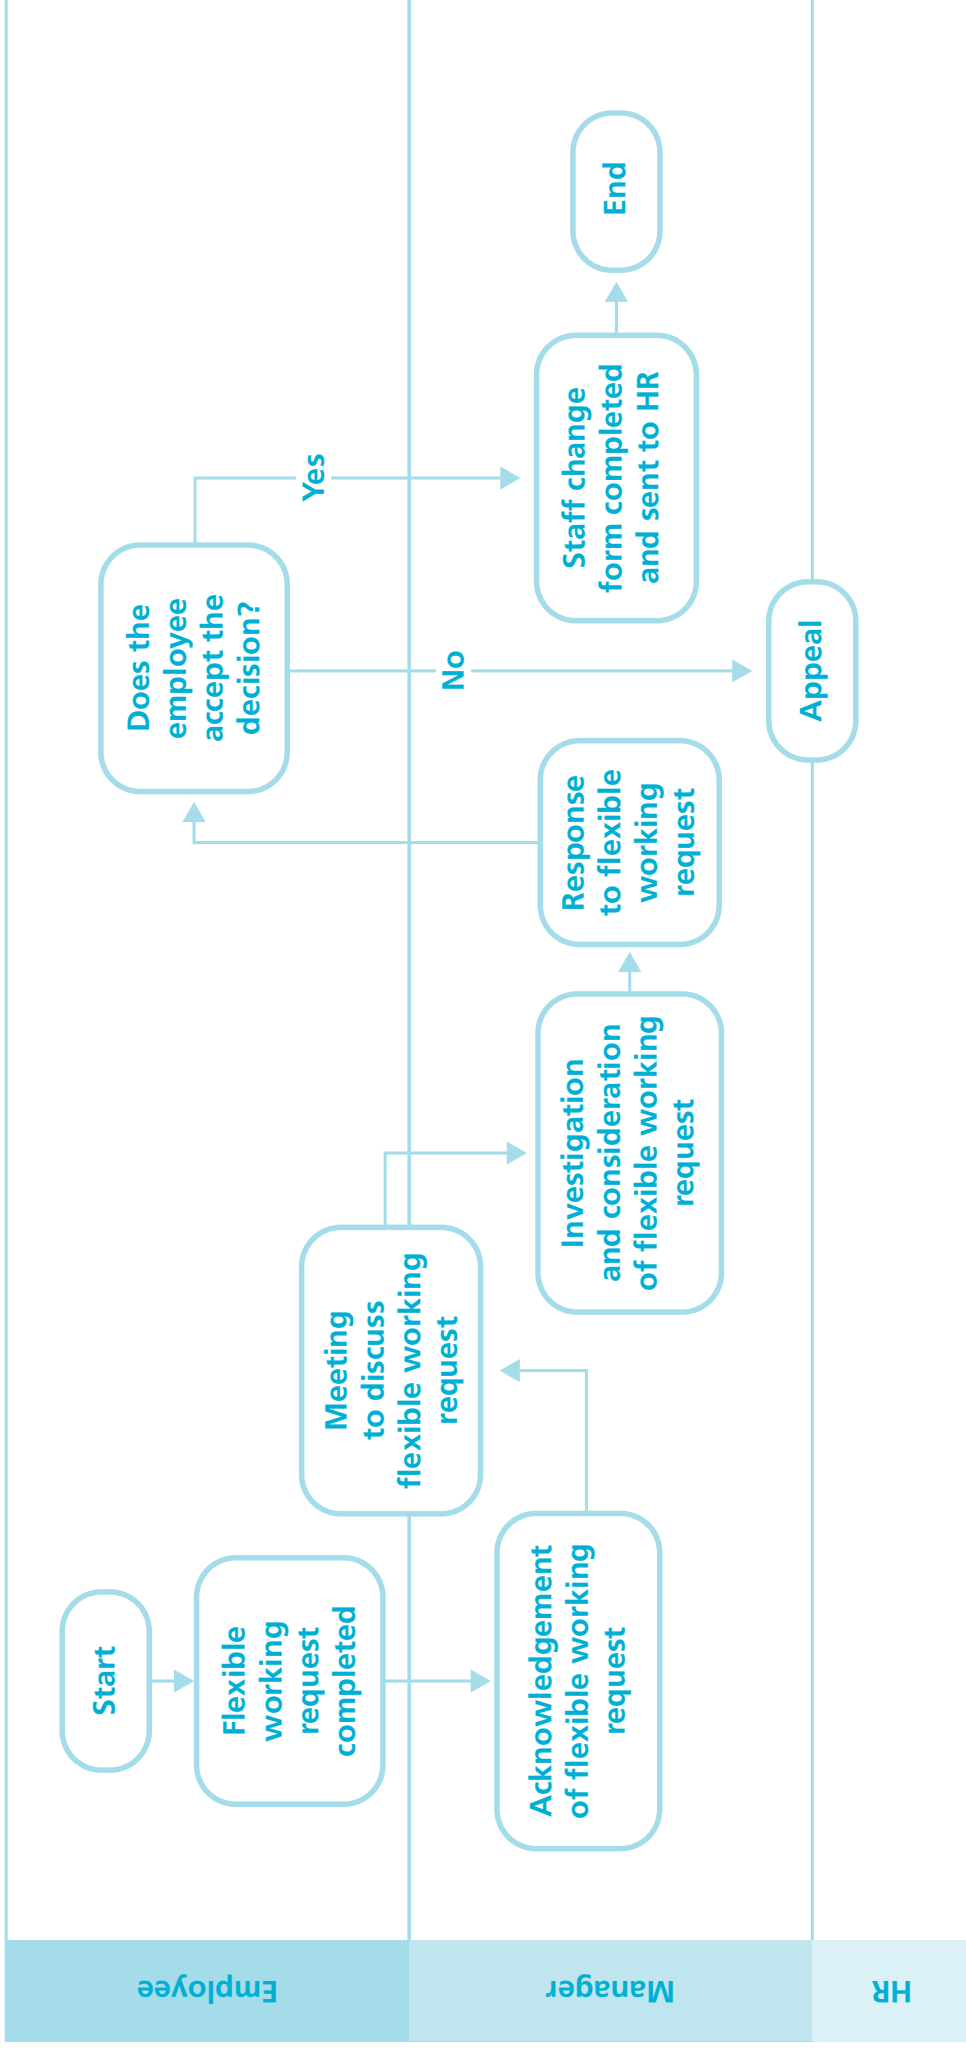 Employee
Manager
HR
Start
Flexible
working
request
completed
Acknowledgement
of flexible working
request
Meeting
to discuss
flexible working
request
Investigation
and consideration
of flexible working
request
Response
to flexible
working
request
Does the
employee
accept the
decision?
Yes
No
Staff change
form completed
and sent to HR
Appeal
End